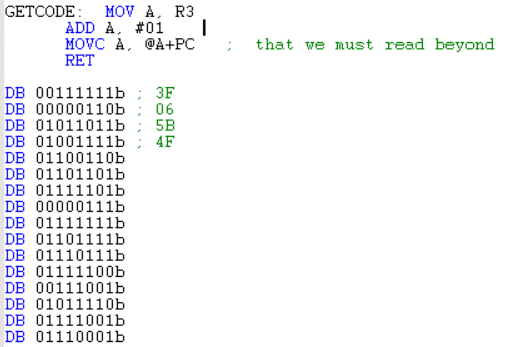 GETCODE: MOV A, R3
ADD A, #01
MOVC A, @A+PC ; that we must read beyond
RET
DB 00111111b ; 3F
DB 00000110b ; 06
DB 01011011b ; 5B
DB 01001111b ; 4F
DB 01100110b
DB 01101101b
DB 01111101b
DB 00000111b
DB 01111111b
DB 01101111b
DB 01110111b
DB 01111100b
DB 00111001b
DB 01011110b
DB 01111001b
DB 01110001b